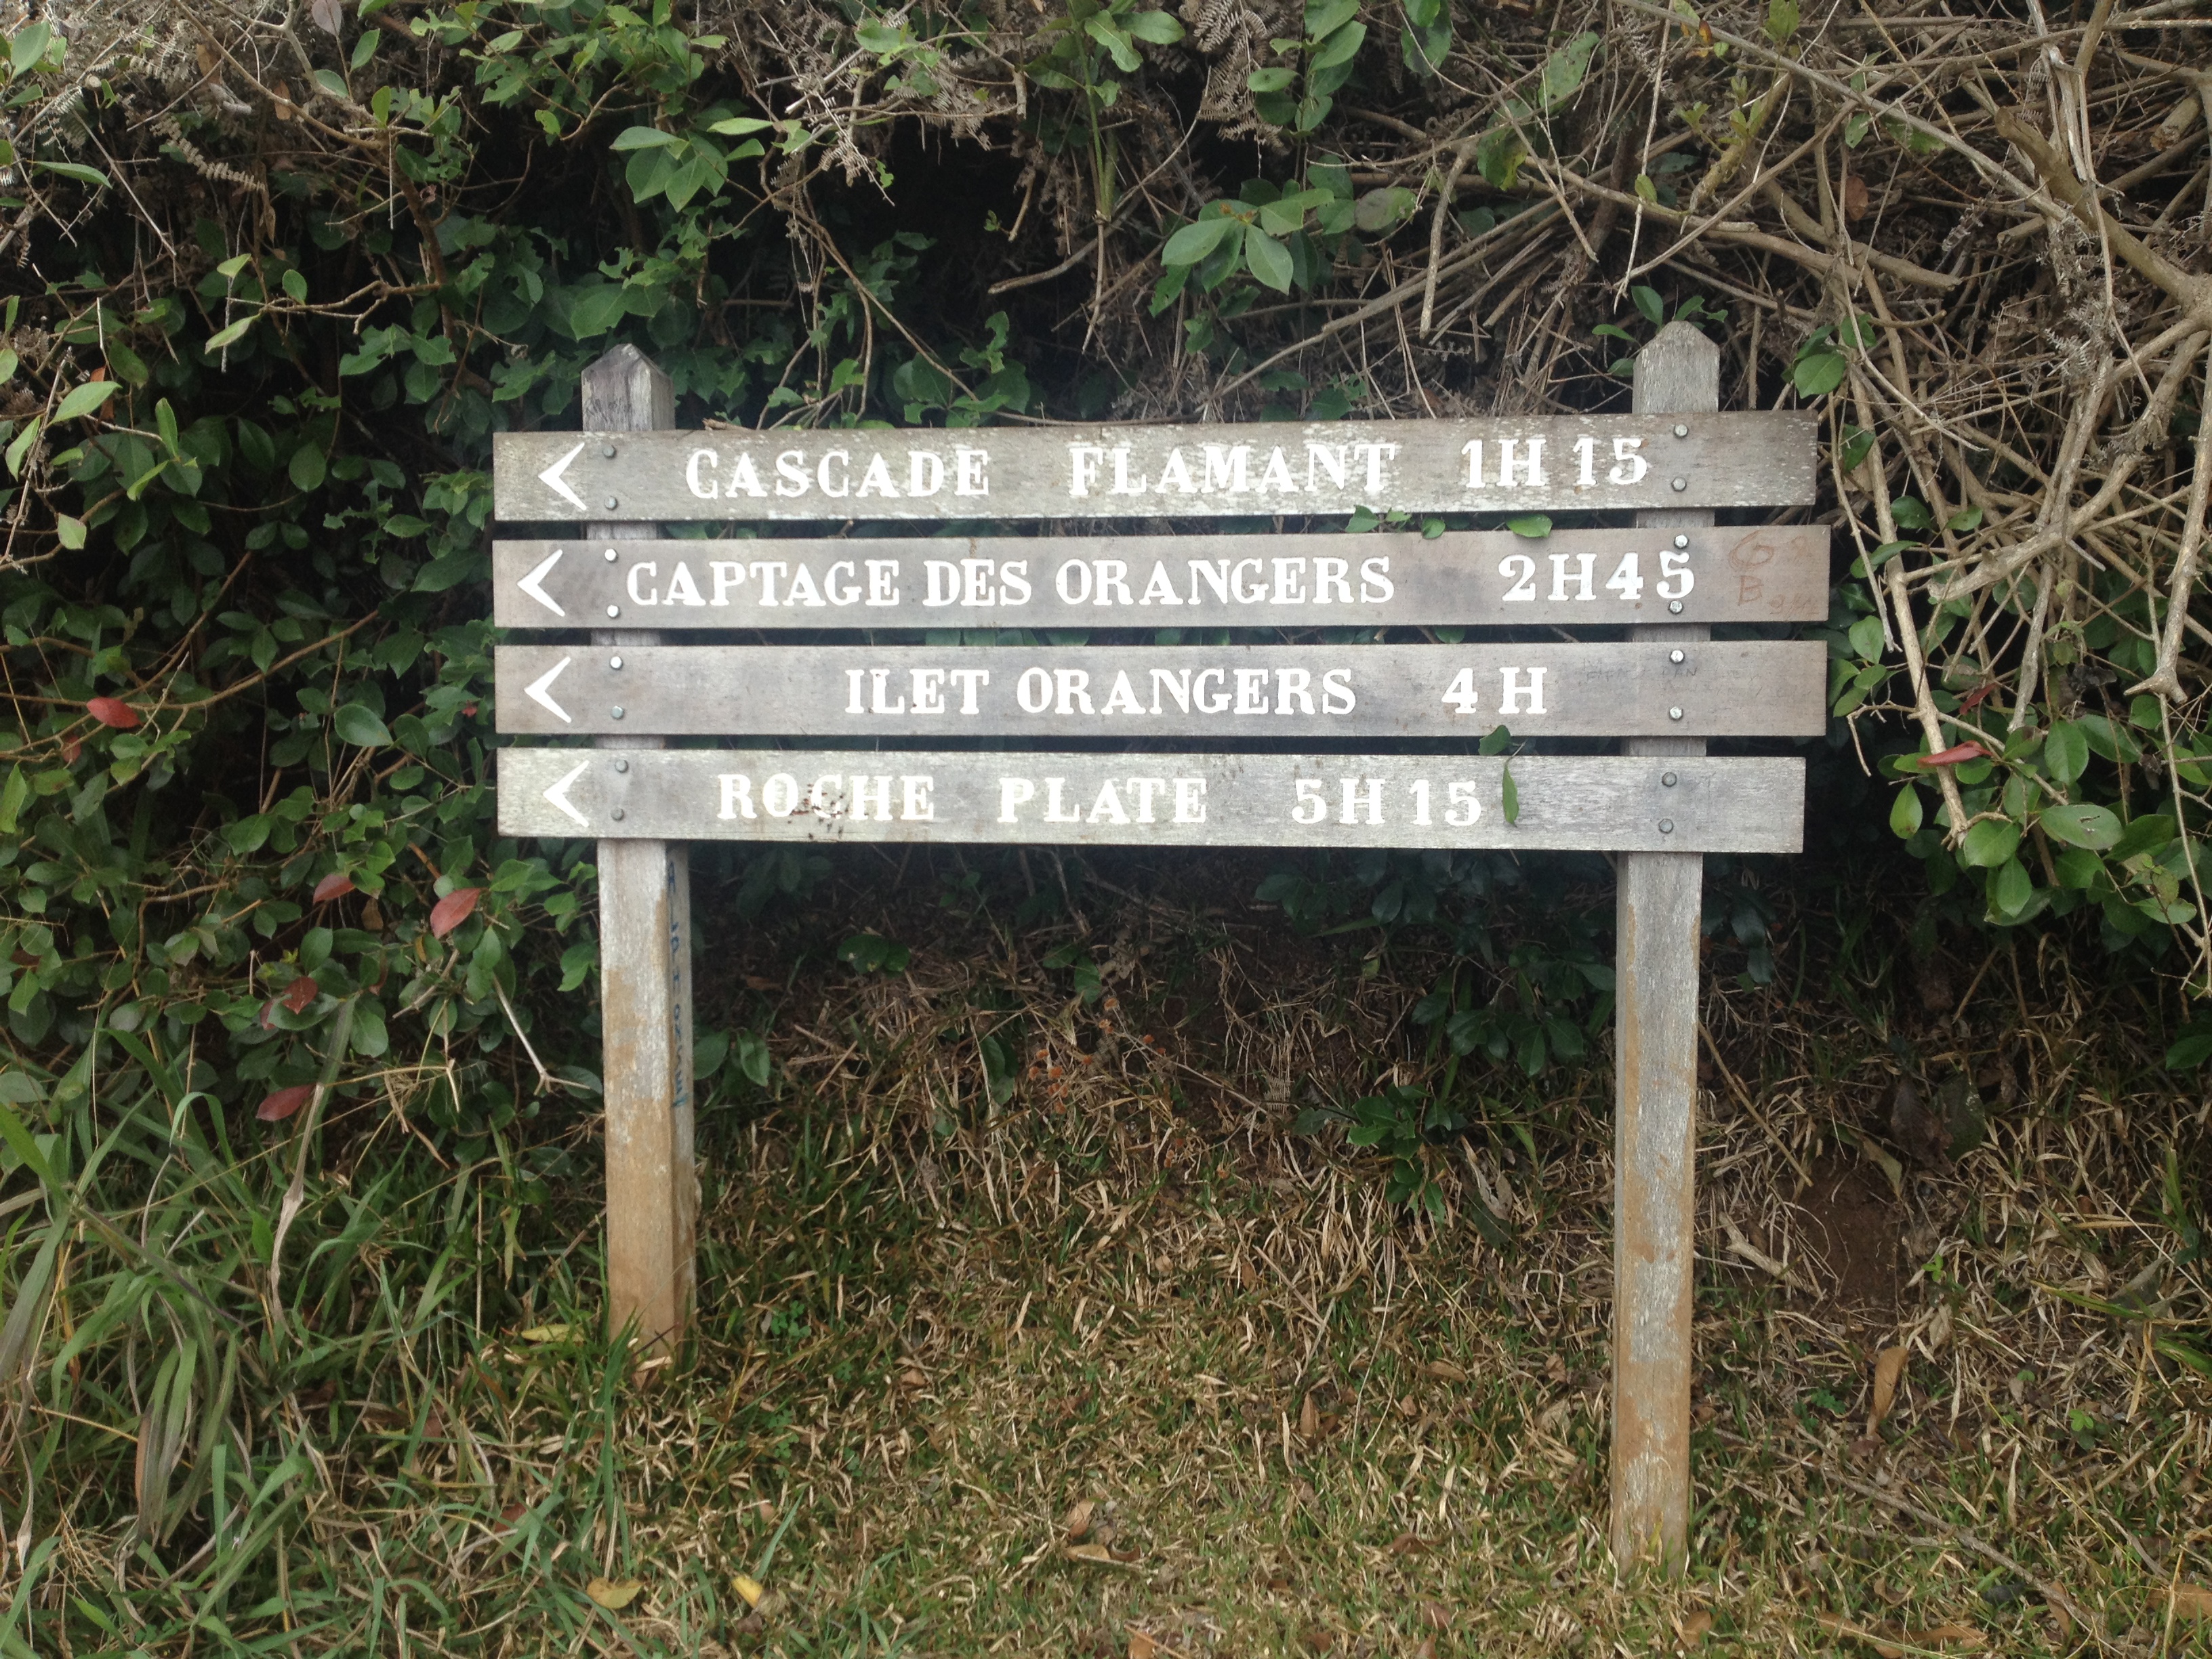 CASCADE FLAMANT 1H15
CAPTAGE DES ORANGERS 2H45
ILET ORANGERS 4H
ROCHE PLATE 5H15